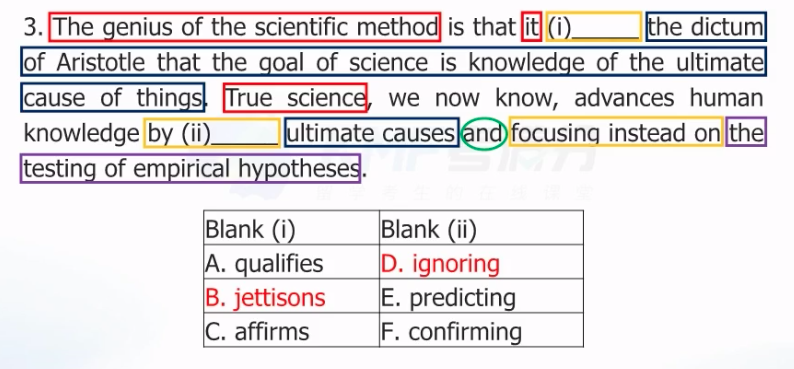 3. The genius of the scientific method is that it (i)______ the dictum
of Aristotle that the goal of science is knowledge of the ultimate
cause of things. True science, we now know, advances human
knowledge by (ii)______ ultimate causes and focusing instead on the
testing of empirical hypotheses.
Blank (i) Blank (ii)
A. qualifies D. ignoring
B. jettisons E. predicting
C. affirms F. confirming